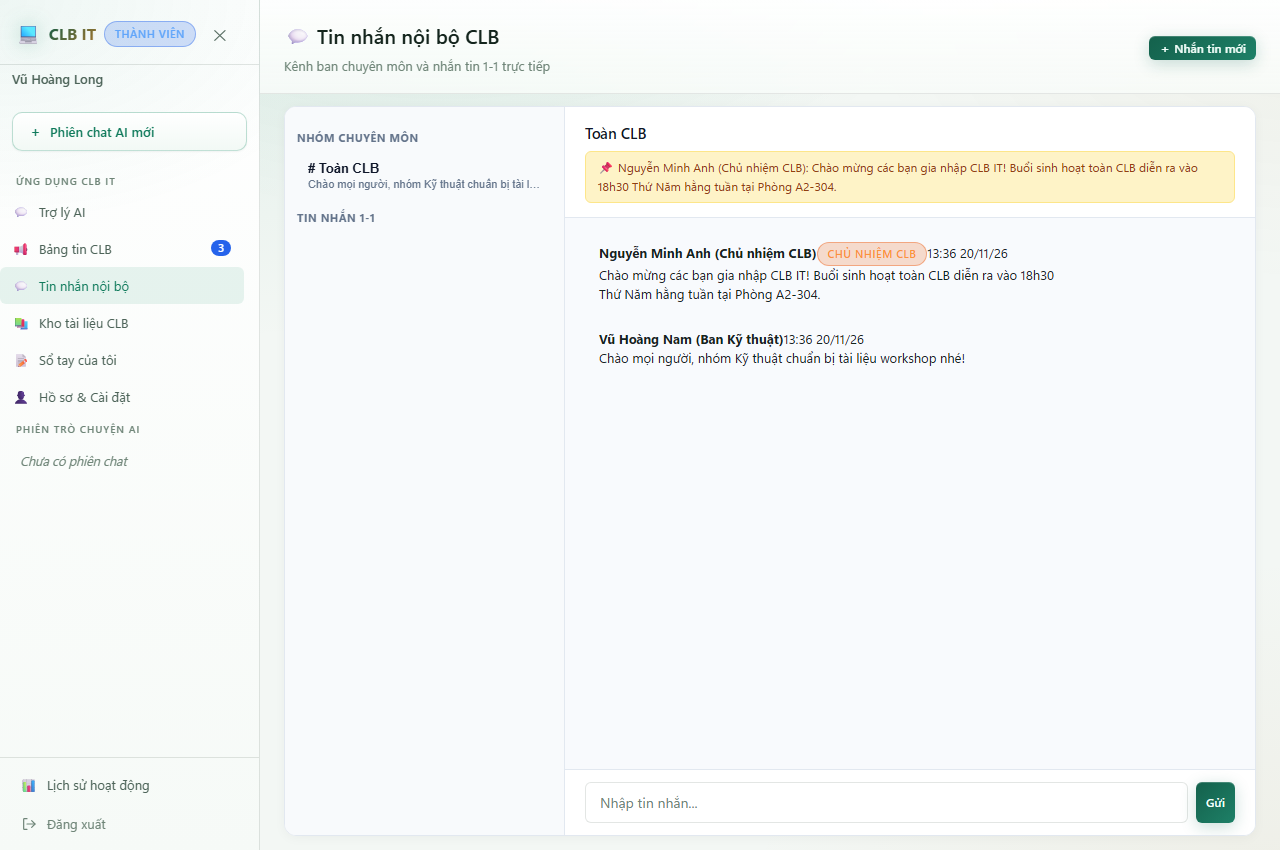 CLB IT THÀNH VIÊN
Vũ Hoàng Long
+ Phiên chat AI mới
ỨNG DỤNG CLB IT
Trợ lý AI
Bảng tin CLB 3
Tin nhắn nội bộ
Kho tài liệu CLB
Sổ tay của tôi
Hồ sơ & Cài đặt
PHIÊN TRÒ CHUYỆN AI
Chưa có phiên chat
Lịch sử hoạt động
Đăng xuất
Tin nhắn nội bộ CLB
Kênh ban chuyên môn và nhắn tin 1-1 trực tiếp
+ Nhắn tin mới
NHÓM CHUYÊN MÔN
# Toàn CLB
Chào mọi người, nhóm Kỹ thuật chuẩn bị tài l...
TIN NHẮN 1-1
Toàn CLB
Nguyễn Minh Anh (Chủ nhiệm CLB): Chào mừng các bạn gia nhập CLB IT! Buổi sinh hoạt toàn CLB diễn ra vào
18h30 Thứ Năm hằng tuần tại Phòng A2-304.
Nguyễn Minh Anh (Chủ nhiệm CLB) CHỦ NHIỆM CLB 13:36 20/11/26
Chào mừng các bạn gia nhập CLB IT! Buổi sinh hoạt toàn CLB diễn ra vào 18h30
Thứ Năm hằng tuần tại Phòng A2-304.
Vũ Hoàng Nam (Ban Kỹ thuật)13:36 20/11/26
Chào mọi người, nhóm Kỹ thuật chuẩn bị tài liệu workshop nhé!
Nhập tin nhắn...
Gửi